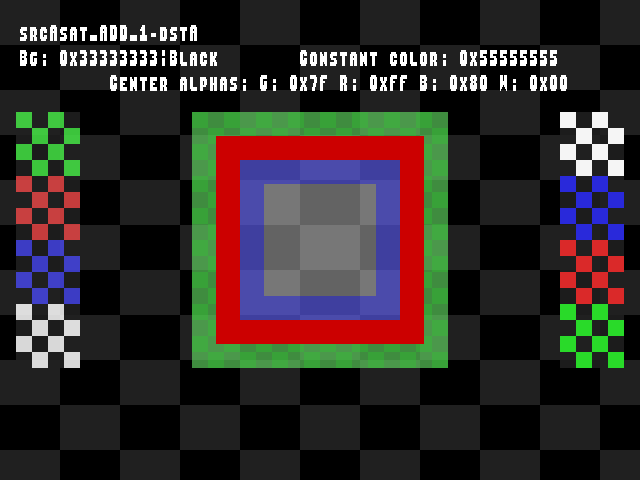 srcAsat_ADD_1-dstA
Bg: 0x33333333¦Black Constant color: 0x55555555
Center alphas: G: 0x7f R: 0xff B: 0x80 W: 0x00